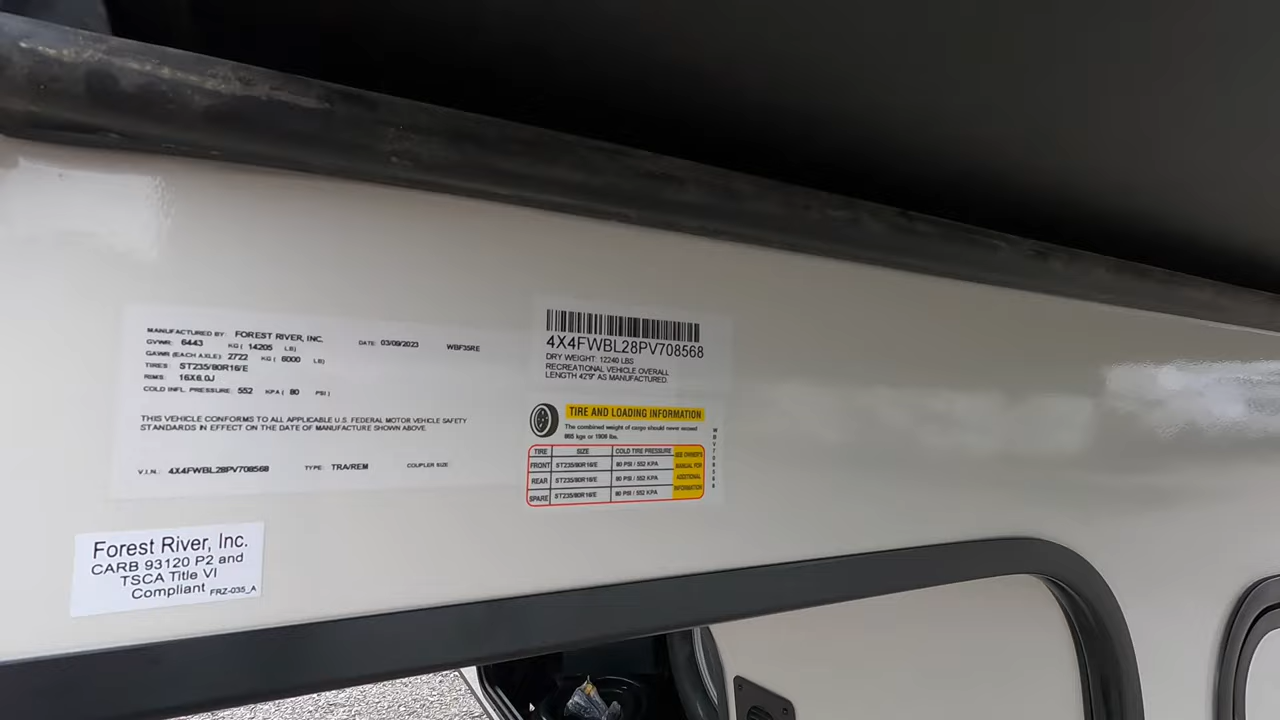 MANUFACTURED BY: FOREST RIVER, INC. DATE: 03/09/2023 WBF35RE
GVWR: 6443 KG ( 14205 LB)
GAWR (EACH AXLE): 2722 KG ( 6000 LB)
TIRES: ST235/80R16/E
RIMS: 16X6.0J
COLD INFL. PRESSURE: 552 KPA ( 80 PSI )
THIS VEHICLE CONFORMS TO ALL APPLICABLE U.S. FEDERAL MOTOR VEHICLE SAFETY
STANDARDS IN EFFECT ON THE DATE OF MANUFACTURE SHOWN ABOVE.
V.I.N.: 4X4FWBL28PV708568 TYPE: TRA/REM COUPLER SIZE
4X4FWBL28PV708568
DRY WEIGHT: 12240 LBS
RECREATIONAL VEHICLE OVERALL
LENGTH 42'9" AS MANUFACTURED.
TIRE AND LOADING INFORMATION
The combined weight of cargo should never exceed
865 kgs or 1908 lbs.
TIRE SIZE COLD TIRE PRESSURE
FRONT ST235/80R16/E 80 PSI / 552 KPA
REAR ST235/80R16/E 80 PSI / 552 KPA
SPARE ST235/80R16/E 80 PSI / 552 KPA
SEE OWNER'S
MANUAL FOR
ADDITIONAL
INFORMATION
WBV708568
Forest River, Inc.
CARB 93120 P2 and
TSCA Title VI
Compliant FRZ-035_A